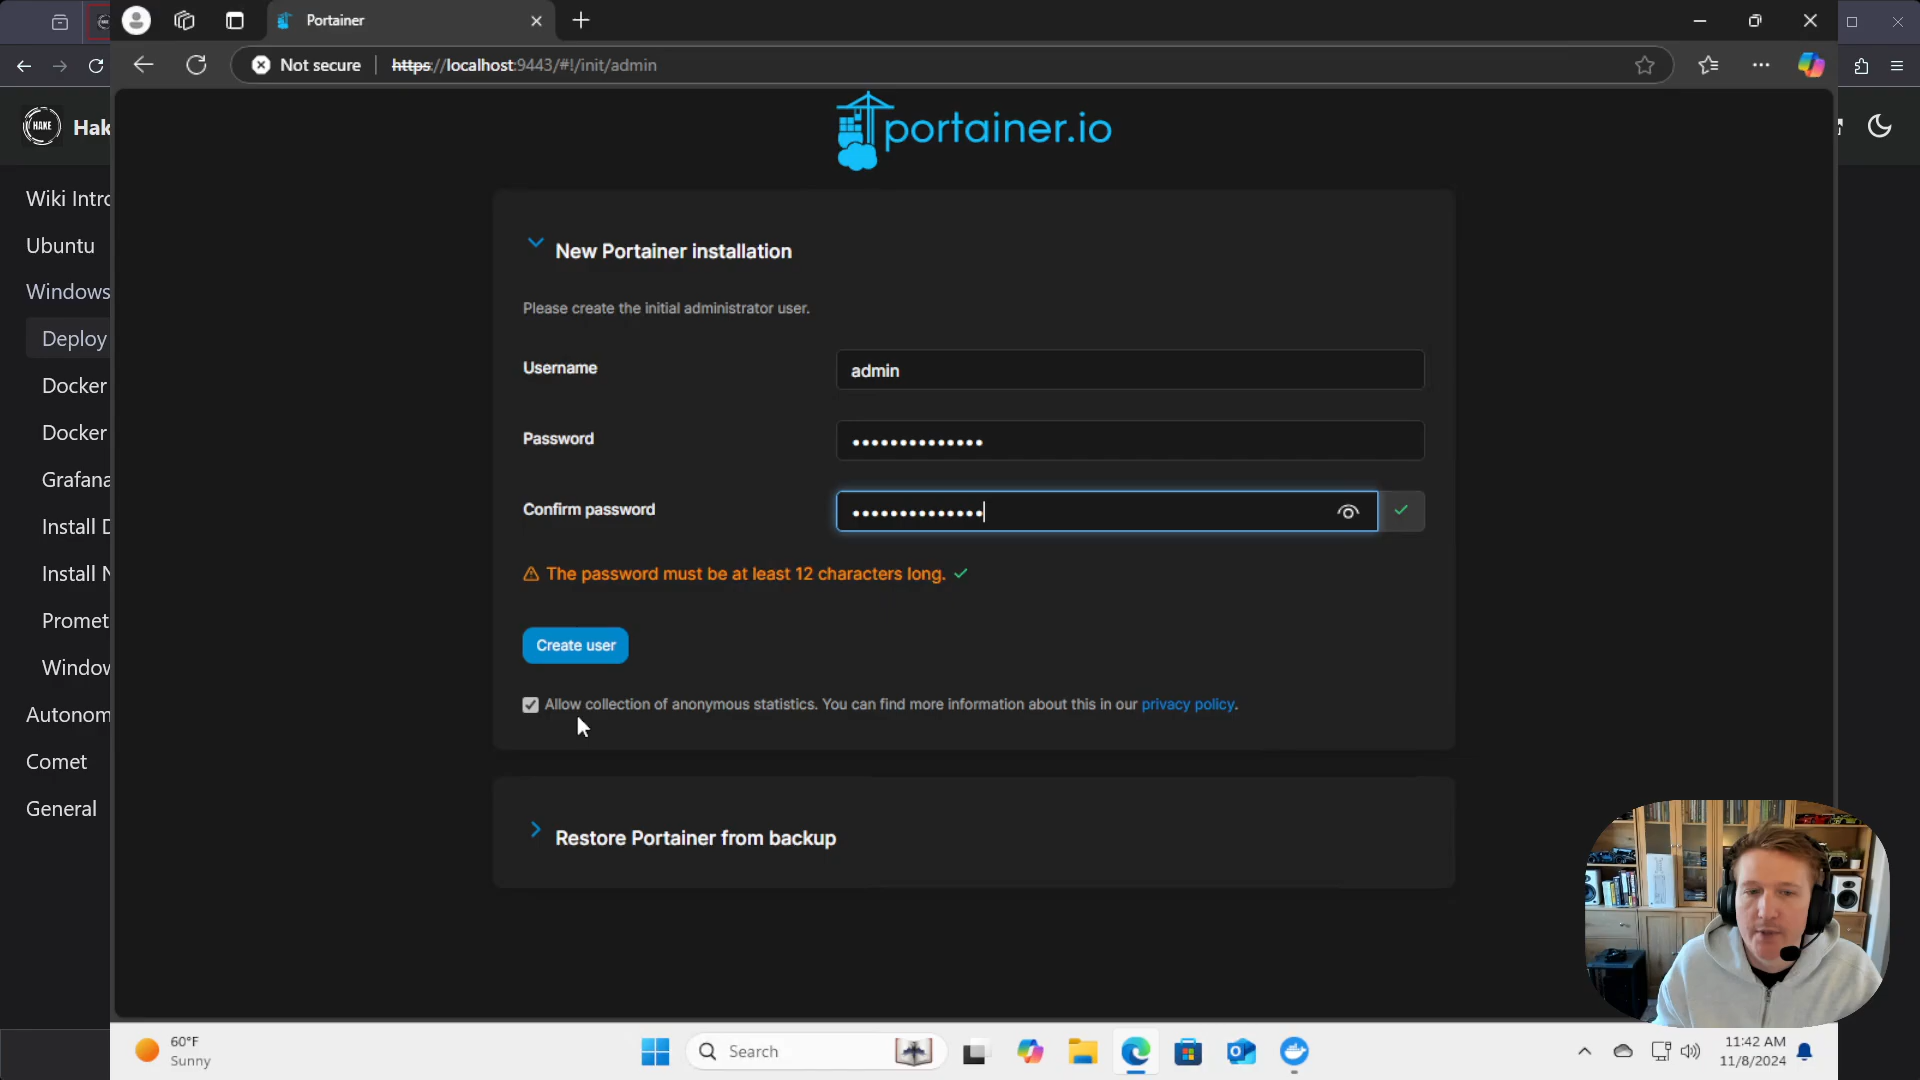 Portainer
Not secure
https://localhost:9443/#!/init/admin
HAKE
Hak
portainer.io
Wiki Intro
Ubuntu
Windows
Deploy
Docker
Docker
Grafana
Install D
Install N
Promet
Window
Autonom
Comet
General
New Portainer installation
Please create the initial administrator user.
Username
admin
Password
Confirm password
The password must be at least 12 characters long.
Create user
Allow collection of anonymous statistics. You can find more information about this in our privacy policy.
Restore Portainer from backup
60°F
Sunny
Search
11:42 AM
11/8/2024